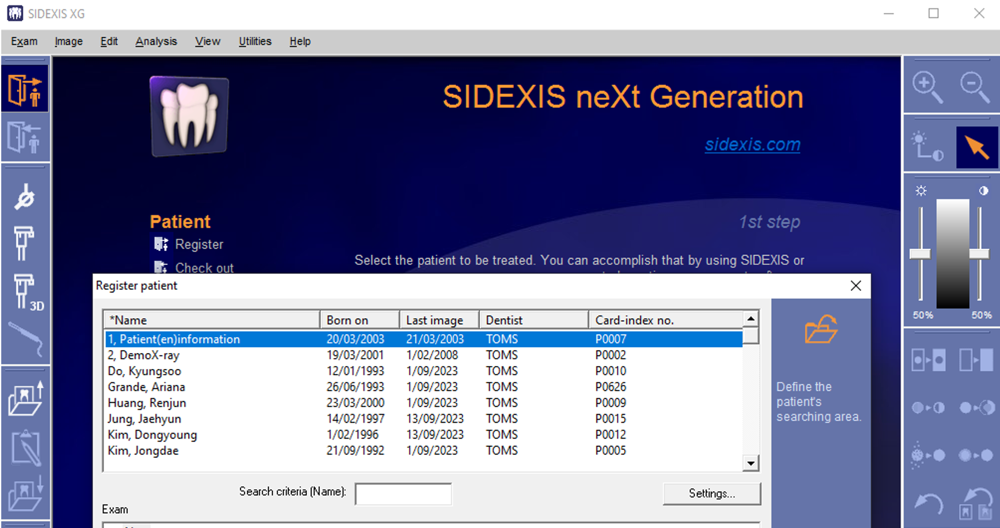 SIDEXIS XG
Exam Image Edit Analysis View Utilities Help
SIDEXIS neXt Generation
sidexis.com
Patient
1st step
Register
Check out
Select the patient to be treated. You can accomplish that by using SIDEXIS or
3D
50% 50%
Register patient
*Name Born on Last image Dentist Card-index no.
1, Patient(en)information 20/03/2003 21/03/2003 TOMS P0007
2, DemoX-ray 19/03/2001 1/02/2008 TOMS P0002
Do, Kyungsoo 12/01/1993 1/09/2023 TOMS P0010
Grande, Ariana 26/06/1993 1/09/2023 TOMS P0626
Huang, Renjun 23/03/2000 1/09/2023 TOMS P0009
Jung, Jaehyun 14/02/1997 13/09/2023 TOMS P0015
Kim, Dongyoung 1/02/1996 13/09/2023 TOMS P0012
Kim, Jongdae 21/09/1992 1/09/2023 TOMS P0005
Define the
patient's
searching area.
Search criteria (Name):
Settings...
Exam